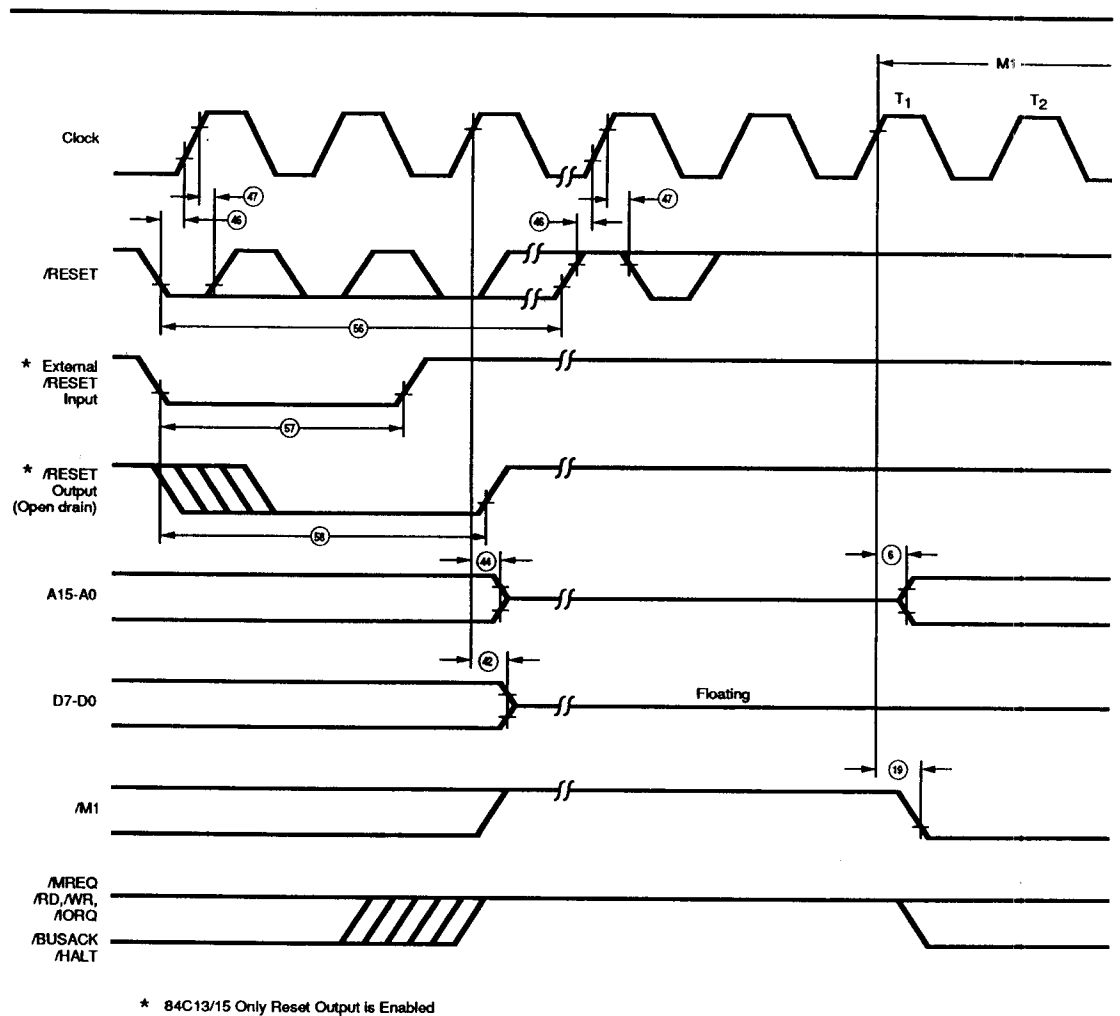 M1
T1
T2
Clock
47
46
46
47
/RESET
56
* External
/RESET
Input
57
* /RESET
Output
(Open drain)
58
44
6
A15-A0
42
D7-D0
Floating
19
/M1
/MREQ
/RD,/WR,
/IORQ
/BUSACK
/HALT
* 84C13/15 Only Reset Output is Enabled